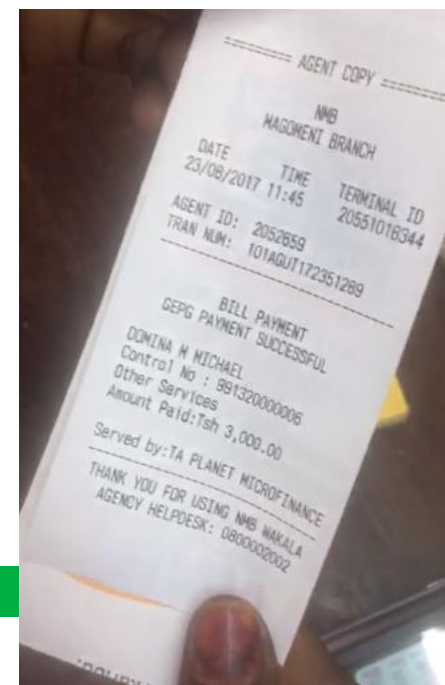 ======= AGENT COPY =======
NMB
MAGOMENI BRANCH
DATE TIME TERMINAL ID
23/08/2017 11:45 20551018344
AGENT ID: 2052659
TRAN NUM: 101AGUT172351289
BILL PAYMENT
GEPG PAYMENT SUCCESSFUL
DOMINA M MICHAEL
Control No : 991320000006
Other Services
Amount Paid:Tsh 3,000.00
Served by:TA PLANET MICROFINANCE
THANK YOU FOR USING NMB WAKALA
AGENCY HELPDESK: 0800002002